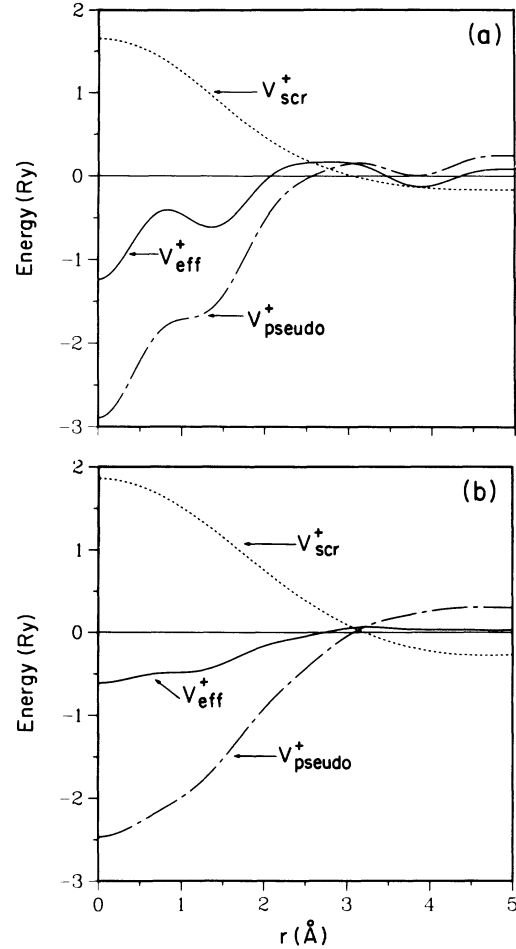 (a)
2
1
0
-1
-2
-3
Energy (Ry)
V+scr
V+eff
V+pseudo
(b)
2
1
0
-1
-2
-3
Energy (Ry)
V+scr
V+eff
V+pseudo
0 1 2 3 4 5
r (Å)